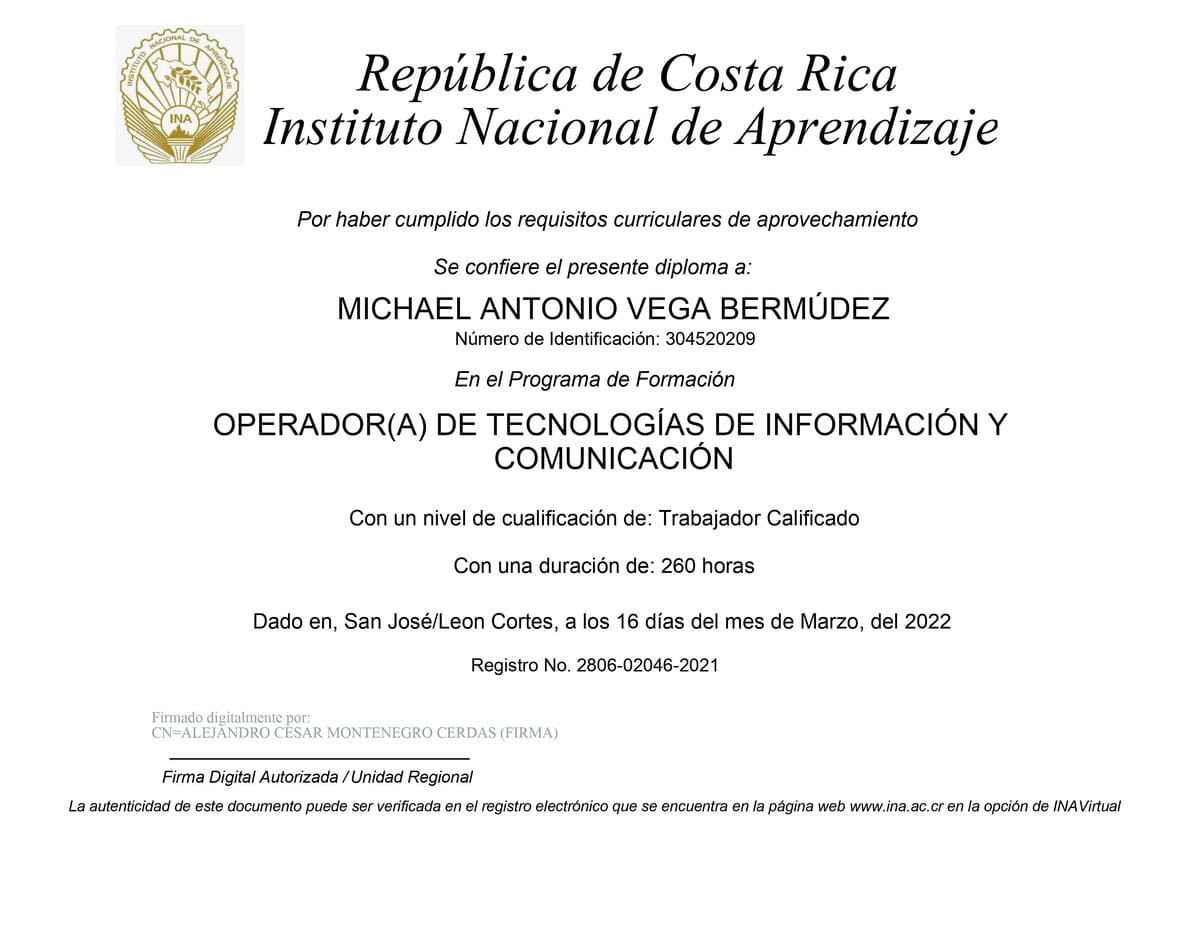 INSTITUTO NACIONAL DE APRENDIZAJE
INA
República de Costa Rica
Instituto Nacional de Aprendizaje
Por haber cumplido los requisitos curriculares de aprovechamiento
Se confiere el presente diploma a:
MICHAEL ANTONIO VEGA BERMÚDEZ
Número de Identificación: 304520209
En el Programa de Formación
OPERADOR(A) DE TECNOLOGÍAS DE INFORMACIÓN Y
COMUNICACIÓN
Con un nivel de cualificación de: Trabajador Calificado
Con una duración de: 260 horas
Dado en, San José/Leon Cortes, a los 16 días del mes de Marzo, del 2022
Registro No. 2806-02046-2021
Firmado digitalmente por:
CN=ALEJANDRO CESAR MONTENEGRO CERDAS (FIRMA)
Firma Digital Autorizada / Unidad Regional
La autenticidad de este documento puede ser verificada en el registro electrónico que se encuentra en la página web www.ina.ac.cr en la opción de INAVirtual